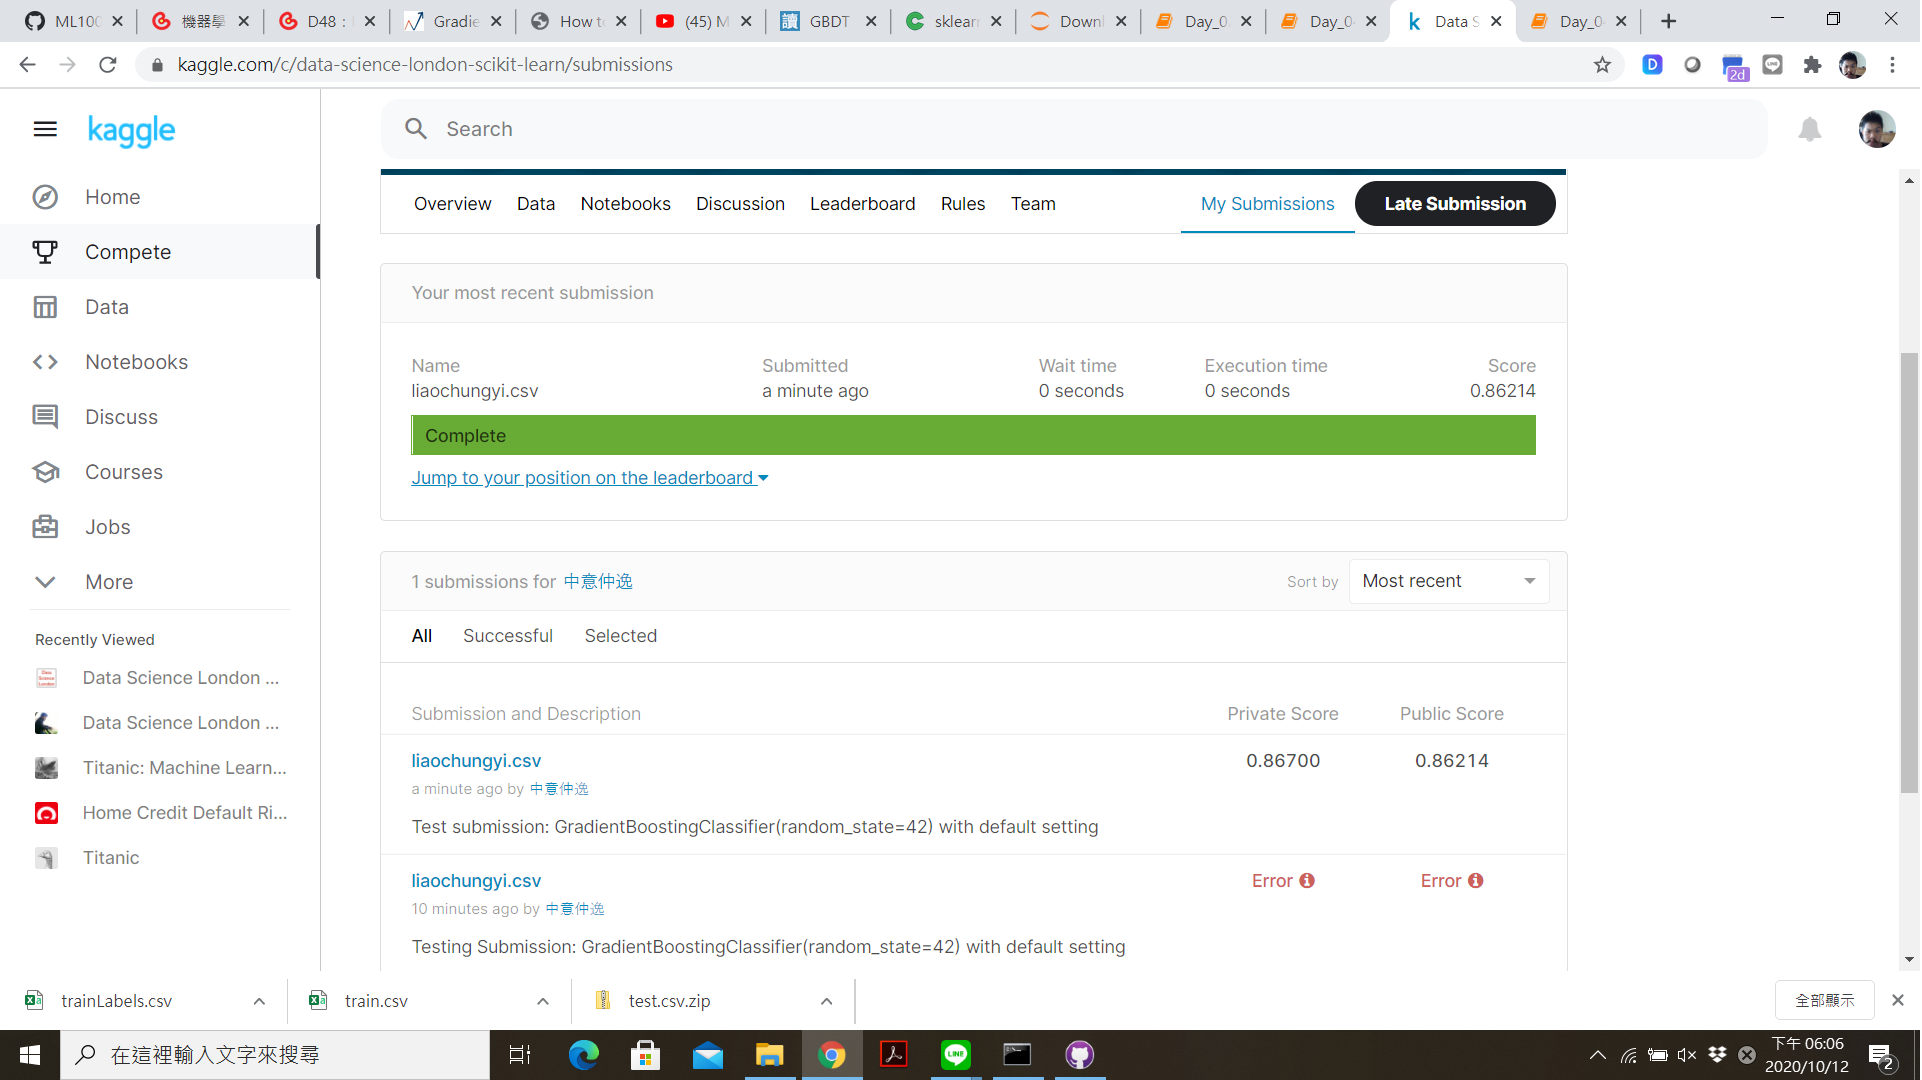 ML100
機器學
D48：
Gradie
How to
(45) M
GBDT
sklearn
Downl
Day_0
Day_0
Data S
Day_0
kaggle.com/c/data-science-london-scikit-learn/submissions
2d
kaggle
Search
Home
Compete
Data
Notebooks
Discuss
Courses
Jobs
More
Recently Viewed
Data Science London ...
Data Science London ...
Titanic: Machine Learn...
Home Credit Default Ri...
Titanic
Overview Data Notebooks Discussion Leaderboard Rules Team My Submissions Late Submission
Your most recent submission
Name Submitted Wait time Execution time Score
liaochungyi.csv a minute ago 0 seconds 0 seconds 0.86214
Complete
Jump to your position on the leaderboard
1 submissions for 中意仲逸 Sort by Most recent
All Successful Selected
Submission and Description Private Score Public Score
liaochungyi.csv 0.86700 0.86214
a minute ago by 中意仲逸
Test submission: GradientBoostingClassifier(random_state=42) with default setting
liaochungyi.csv Error Error
10 minutes ago by 中意仲逸
Testing Submission: GradientBoostingClassifier(random_state=42) with default setting
trainLabels.csv train.csv test.csv.zip 全部顯示
在這裡輸入文字來搜尋
LINE
下午 06:06
2020/10/12
2